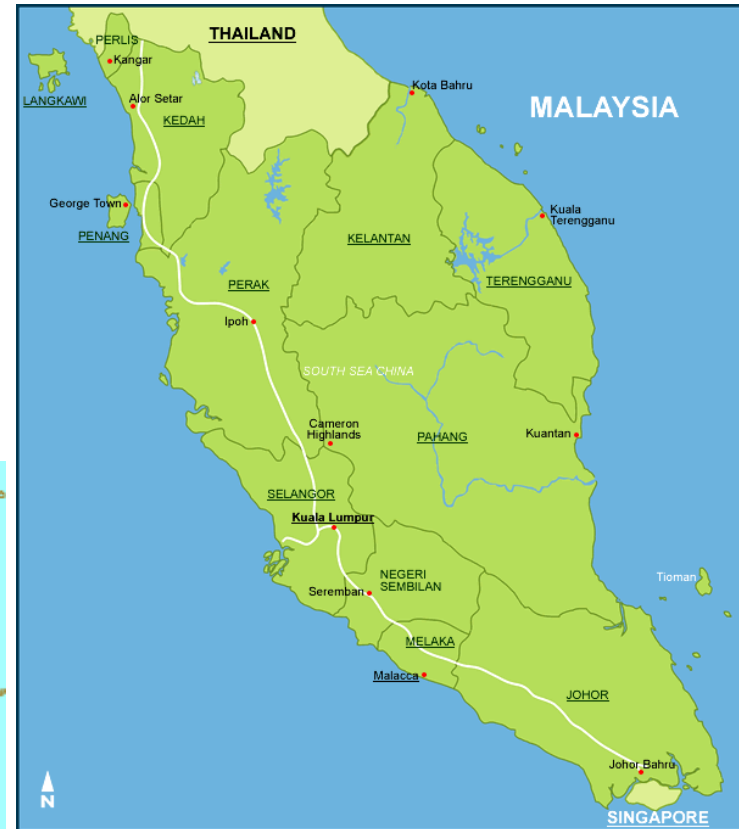 THAILAND
PERLIS
Kangar
LANGKAWI
Alor Setar
KEDAH
Kota Bahru
MALAYSIA
George Town
PENANG
Kuala
Terengganu
KELANTAN
PERAK
TERENGGANU
Ipoh
SOUTH SEA CHINA
Cameron
Highlands
PAHANG
Kuantan
SELANGOR
Kuala Lumpur
NEGERI
SEMBILAN
Tioman
Seremban
MELAKA
Malacca
JOHOR
Johor Bahru
N
SINGAPORE